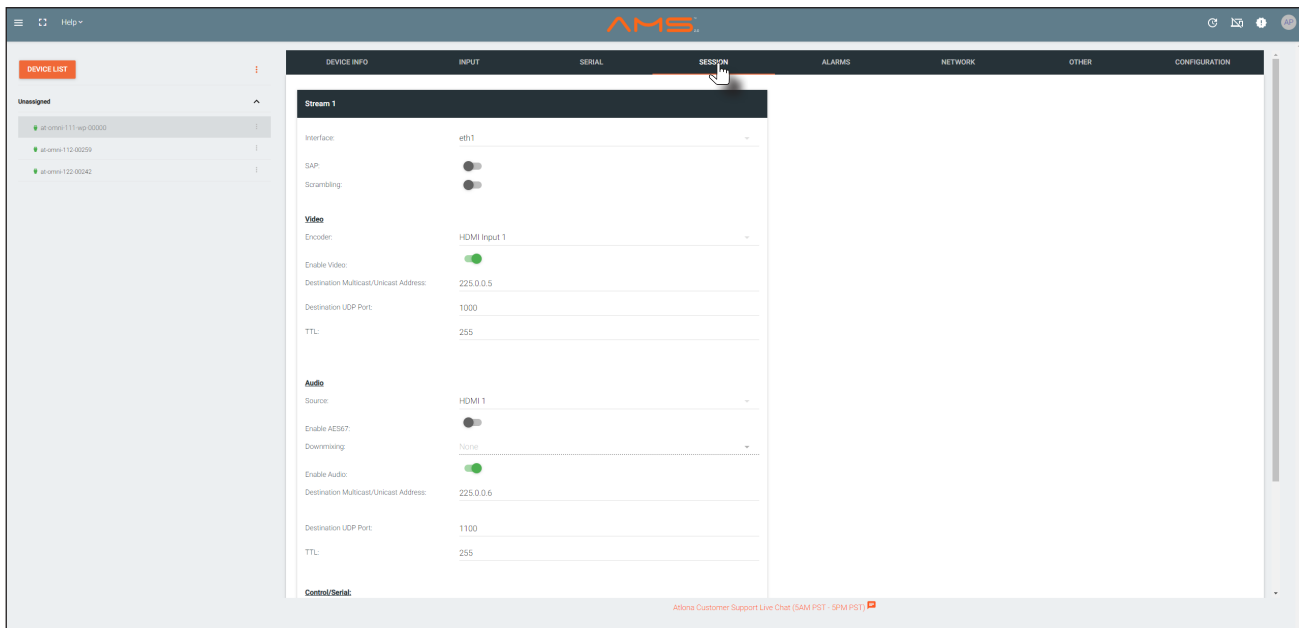 Help
AMS
AP
DEVICE LIST
DEVICE INFO
INPUT
SERIAL
SESSION
ALARMS
NETWORK
OTHER
CONFIGURATION
Unassigned
at-omni-111-wp-00000
at-omni-112-00259
at-omni-122-00242
Stream 1
Interface: eth1
SAP:
Scrambling:
Video
Encoder: HDMI Input 1
Enable Video:
Destination Multicast/Unicast Address: 225.0.0.5
Destination UDP Port: 1000
TTL: 255
Audio
Source: HDMI 1
Enable AES67:
Downmixing: None
Enable Audio:
Destination Multicast/Unicast Address: 225.0.0.6
Destination UDP Port: 1100
TTL: 255
Control/Serial:
Atlona Customer Support Live Chat (5AM PST - 5PM PST)